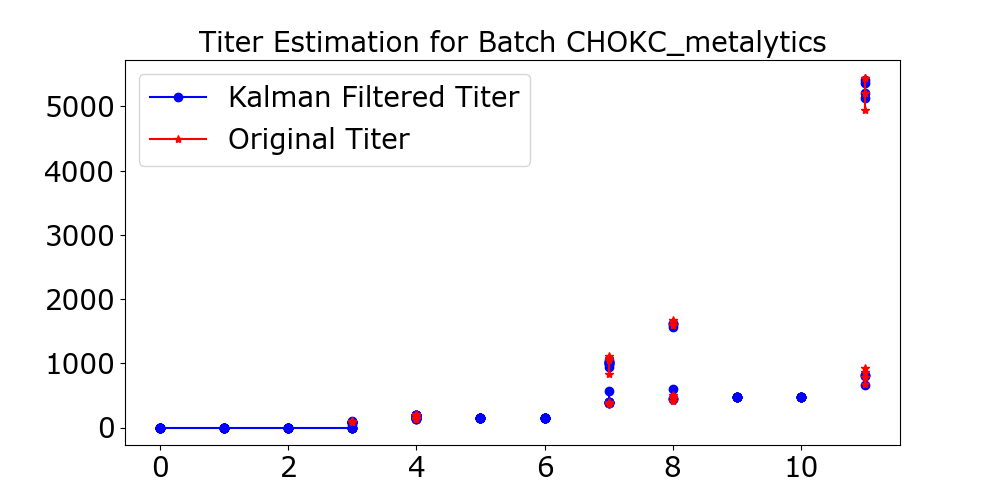 Titer Estimation for Batch CHOKC_metalytics
Kalman Filtered Titer
Original Titer
5000
4000
3000
2000
1000
0
0 2 4 6 8 10